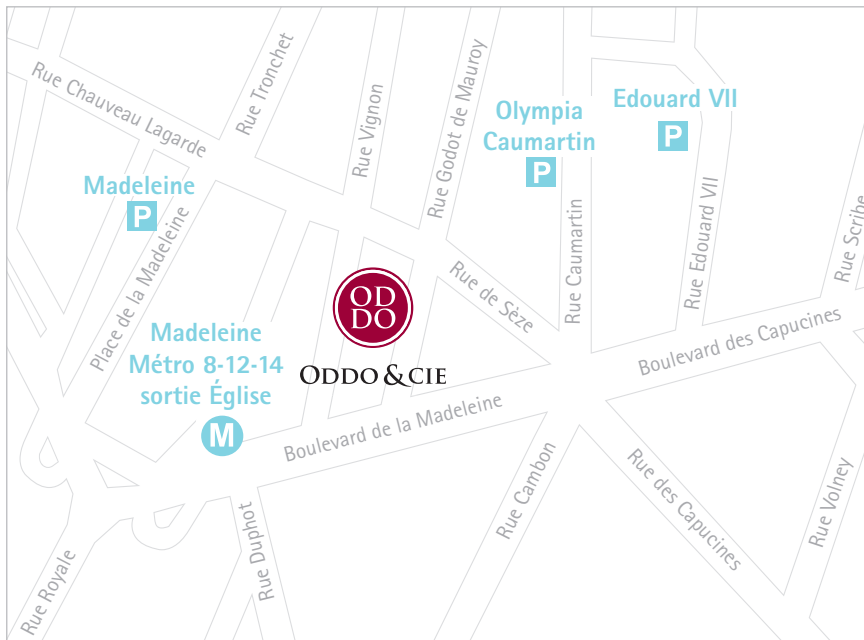 Rue Chauveau Lagarde
Rue Tronchet
Rue Vignon
Rue Godot de Mauroy
Olympia
Caumartin
P
Edouard VII
P
Madeleine
P
Place de la Madeleine
Rue de Sèze
Rue Caumartin
Rue Edouard VII
Rue Scribe
OD
DO
ODDO & CIE
Madeleine
Métro 8-12-14
sortie Église
M
Boulevard de la Madeleine
Boulevard des Capucines
Rue Royale
Rue Duphot
Rue Cambon
Rue des Capucines
Rue Volney